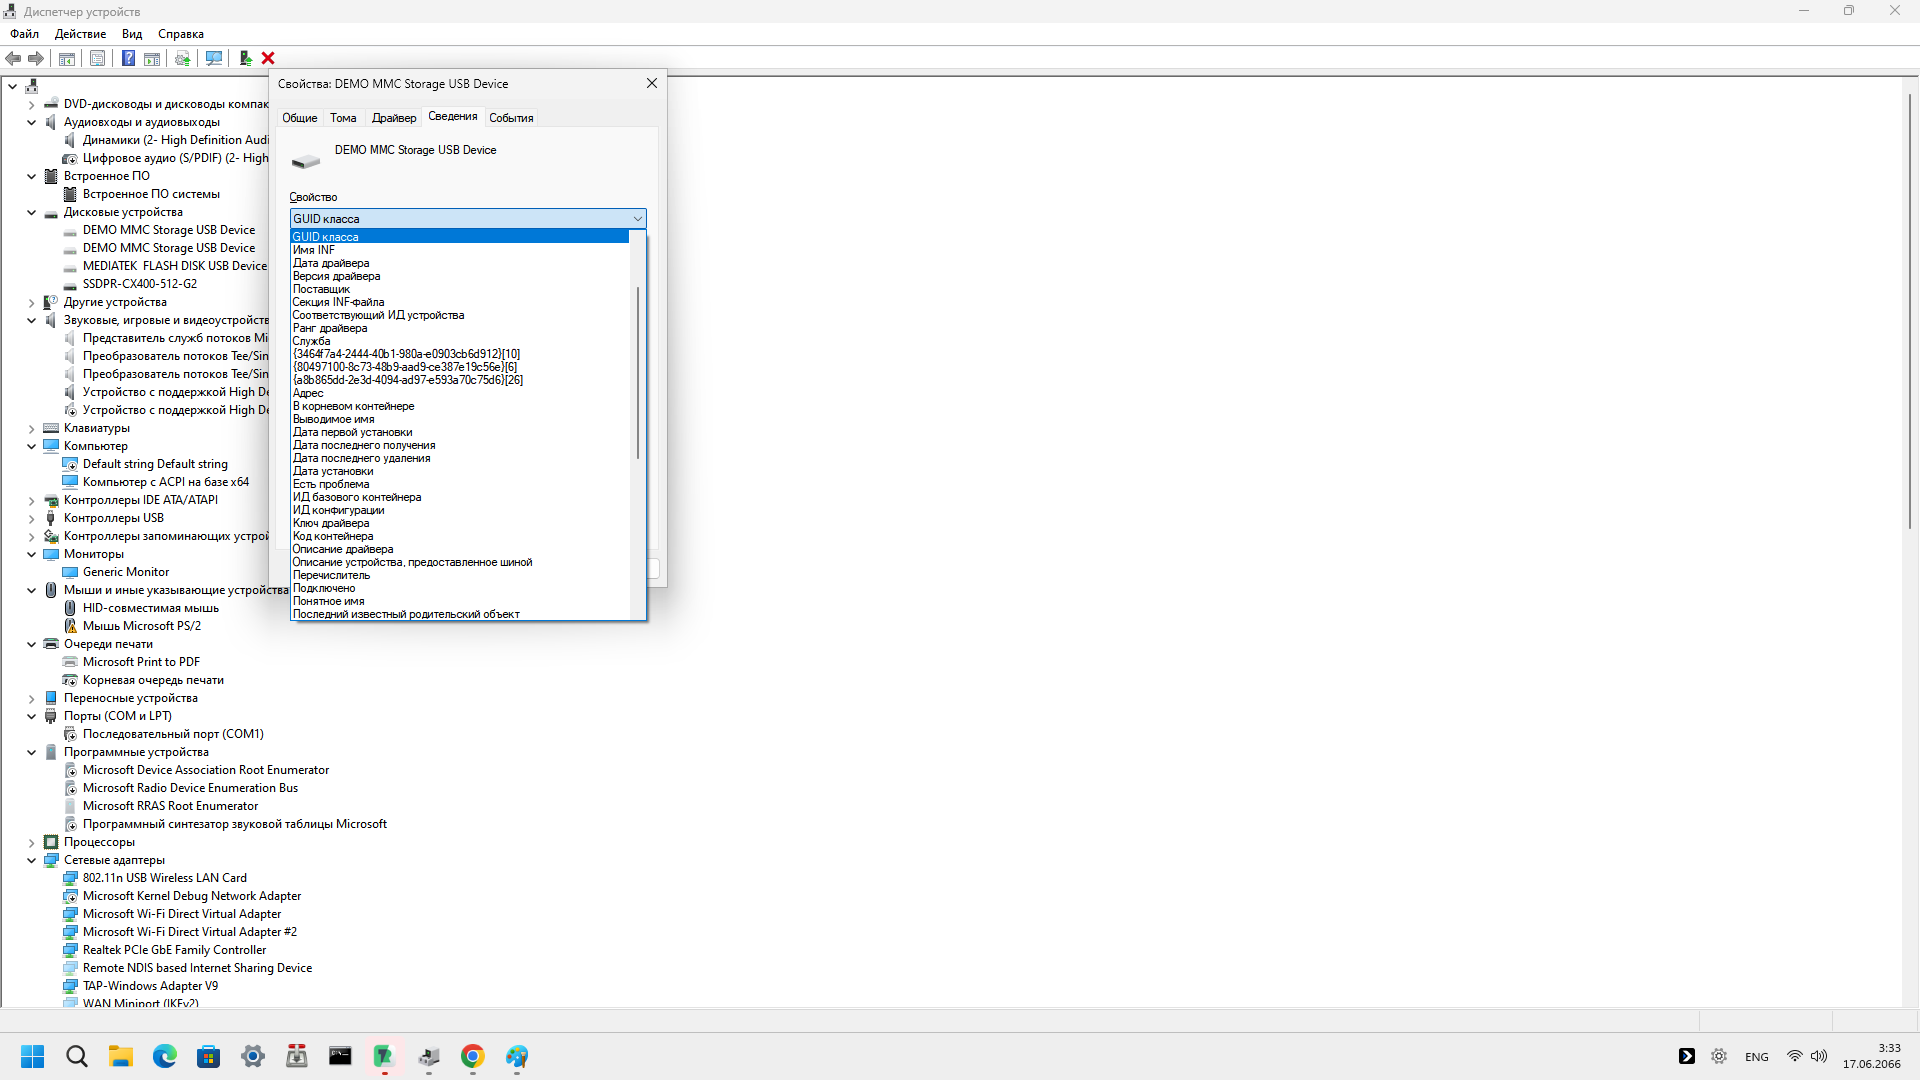 Диспетчер устройств
Файл Действие Вид Справка
DVD-дисководы и дисководы компак
Аудиовходы и аудиовыходы
Динамики (2- High Definition Audi
Цифровое аудио (S/PDIF) (2- High
Встроенное ПО
Встроенное ПО системы
Дисковые устройства
DEMO MMC Storage USB Device
DEMO MMC Storage USB Device
MEDIATEK FLASH DISK USB Device
SSDPR-CX400-512-G2
Другие устройства
Звуковые, игровые и видеоустройств
Представитель служб потоков Mi
Преобразователь потоков Tee/Sin
Преобразователь потоков Tee/Sin
Устройство с поддержкой High De
Устройство с поддержкой High De
Клавиатуры
Компьютер
Default string Default string
Компьютер с ACPI на базе x64
Контроллеры IDE ATA/ATAPI
Контроллеры USB
Контроллеры запоминающих устрой
Мониторы
Generic Monitor
Мыши и иные указывающие устройства
HID-совместимая мышь
Мышь Microsoft PS/2
Очереди печати
Microsoft Print to PDF
Корневая очередь печати
Переносные устройства
Порты (COM и LPT)
Последовательный порт (COM1)
Программные устройства
Microsoft Device Association Root Enumerator
Microsoft Radio Device Enumeration Bus
Microsoft RRAS Root Enumerator
Программный синтезатор звуковой таблицы Microsoft
Процессоры
Сетевые адаптеры
802.11n USB Wireless LAN Card
Microsoft Kernel Debug Network Adapter
Microsoft Wi-Fi Direct Virtual Adapter
Microsoft Wi-Fi Direct Virtual Adapter #2
Realtek PCIe GbE Family Controller
Remote NDIS based Internet Sharing Device
TAP-Windows Adapter V9
WAN Miniport (IKEv2)
Свойства: DEMO MMC Storage USB Device
Общие Тома Драйвер Сведения События
DEMO MMC Storage USB Device
Свойство
GUID класса
GUID класса
Имя INF
Дата драйвера
Версия драйвера
Поставщик
Секция INF-файла
Соответствующий ИД устройства
Ранг драйвера
Служба
{3464f7a4-2444-40b1-980a-e0903cb6d912}[10]
{80497100-8c73-48b9-aad9-ce387e19c56e}[6]
{a8b865dd-2e3d-4094-ad97-e593a70c75d6}[26]
Адрес
В корневом контейнере
Выводимое имя
Дата первой установки
Дата последнего получения
Дата последнего удаления
Дата установки
Есть проблема
ИД базового контейнера
ИД конфигурации
Ключ драйвера
Код контейнера
Описание драйвера
Описание устройства, предоставленное шиной
Перечислитель
Подключено
Понятное имя
Последний известный родительский объект
ENG
3:33
17.06.2066